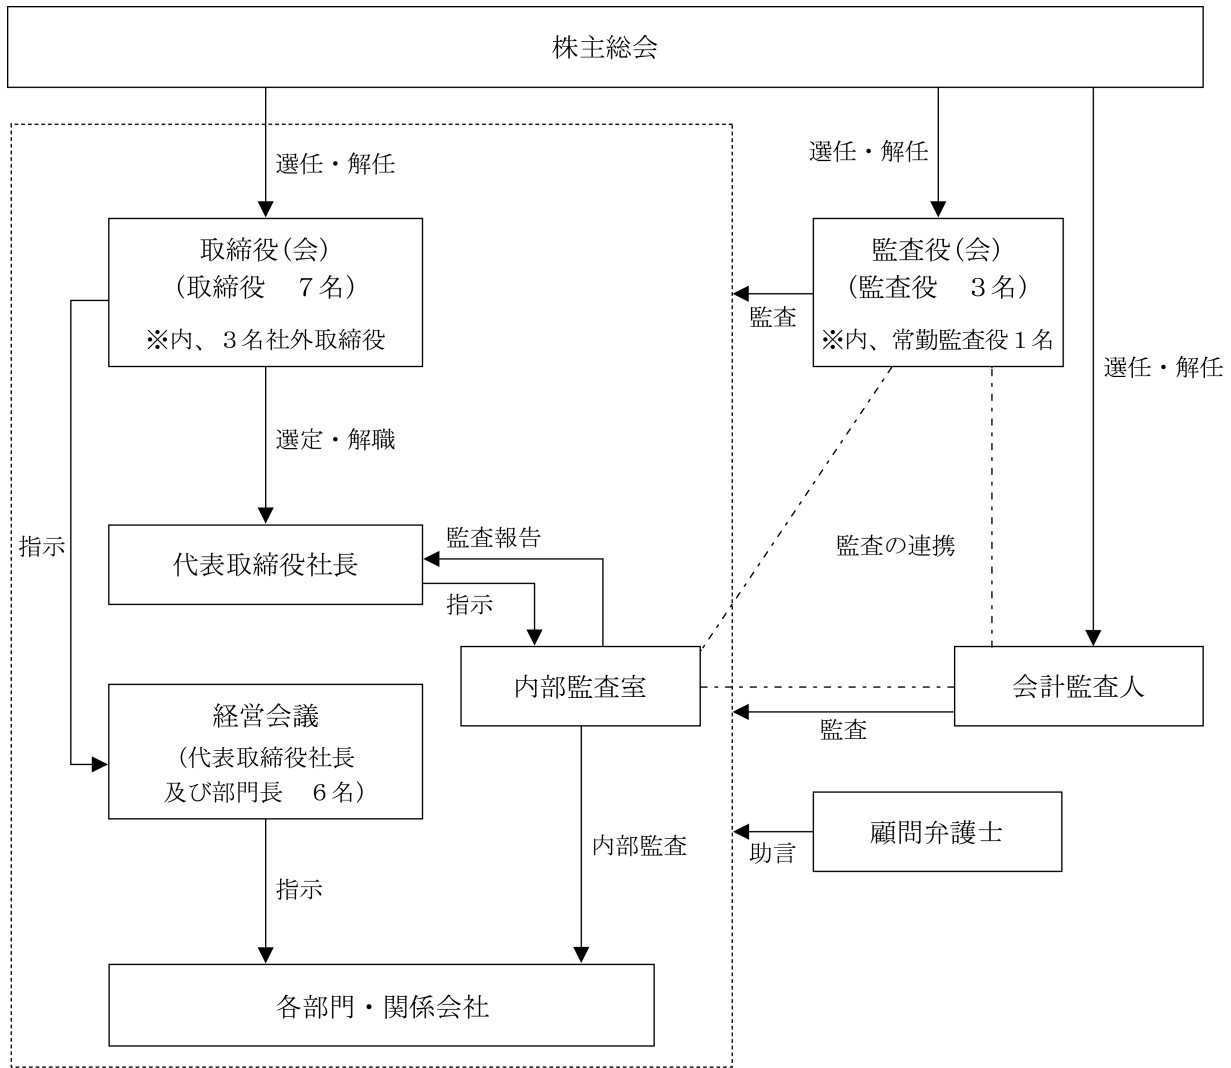 株主総会
選任・解任
選任・解任
取締役(会)
(取締役　７名)
※内、３名社外取締役
監査役(会)
(監査役　３名)
※内、常勤監査役１名
監査
選任・解任
選定・解職
指示
代表取締役社長
監査報告
指示
監査の連携
内部監査室
会計監査人
監査
経営会議
(代表取締役社長
及び部門長　６名)
顧問弁護士
助言
内部監査
指示
各部門・関係会社